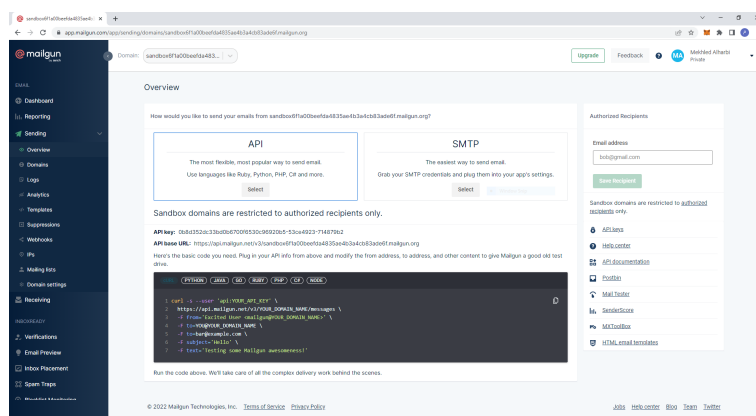 sandbox6f1a00beefda4835ae4b
app.mailgun.com/app/sending/domains/sandbox6f1a00beefda4835ae4b3a4cb83ade6f.mailgun.org
mailgun
Domain:
sandbox6f1a00beefda483...
Upgrade
Feedback
MA
Mekhled Alharbi
Private
EMAIL
Dashboard
Reporting
Sending
Overview
Domains
Logs
Analytics
Templates
Suppressions
Webhooks
IPs
Mailing lists
Domain settings
Receiving
INBOXREADY
Verifications
Email Preview
Inbox Placement
Spam Traps
Blocklist Monitoring
Overview
How would you like to send your emails from sandbox6f1a00beefda4835ae4b3a4cb83ade6f.mailgun.org?
API
The most flexible, most popular way to send email.
Use languages like Ruby, Python, PHP, C# and more.
Select
SMTP
The easiest way to send email.
Grab your SMTP credentials and plug them into your app's settings.
Select
Sandbox domains are restricted to authorized recipients only.
API key: 0b8d352dc33bd0b6700f6530c96920b5-53ce4923-714879b2
API base URL: https://api.mailgun.net/v3/sandbox6f1a00beefda4835ae4b3a4cb83ade6f.mailgun.org
Here's the basic code you need. Plug in your API info from above and modify the from address, to address, and other content to give Mailgun a good old test
drive.
PYTHON JAVA GO RUBY PHP C# NODE
1 curl -s --user 'api:YOUR_API_KEY' \
2 https://api.mailgun.net/v3/YOUR_DOMAIN_NAME/messages \
3 -F from='Excited User <mailgun@YOUR_DOMAIN_NAME>' \
4 -F to=YOU@YOUR_DOMAIN_NAME \
5 -F to=bar@example.com \
6 -F subject='Hello' \
7 -F text='Testing some Mailgun awesomeness!'
Run the code above. We'll take care of all the complex delivery work behind the
scenes.
Authorized Recipients
Email address
bob@gmail.com
Save Recipient
Sandbox domains are restricted to authorized
recipients only.
API keys
Help center
API documentation
Postbin
Mail Tester
SenderScore
MXToolBox
HTML email templates
© 2022 Mailgun Technologies, Inc. Terms of Service Privacy Policy
Jobs Help center Blog Team Twitter